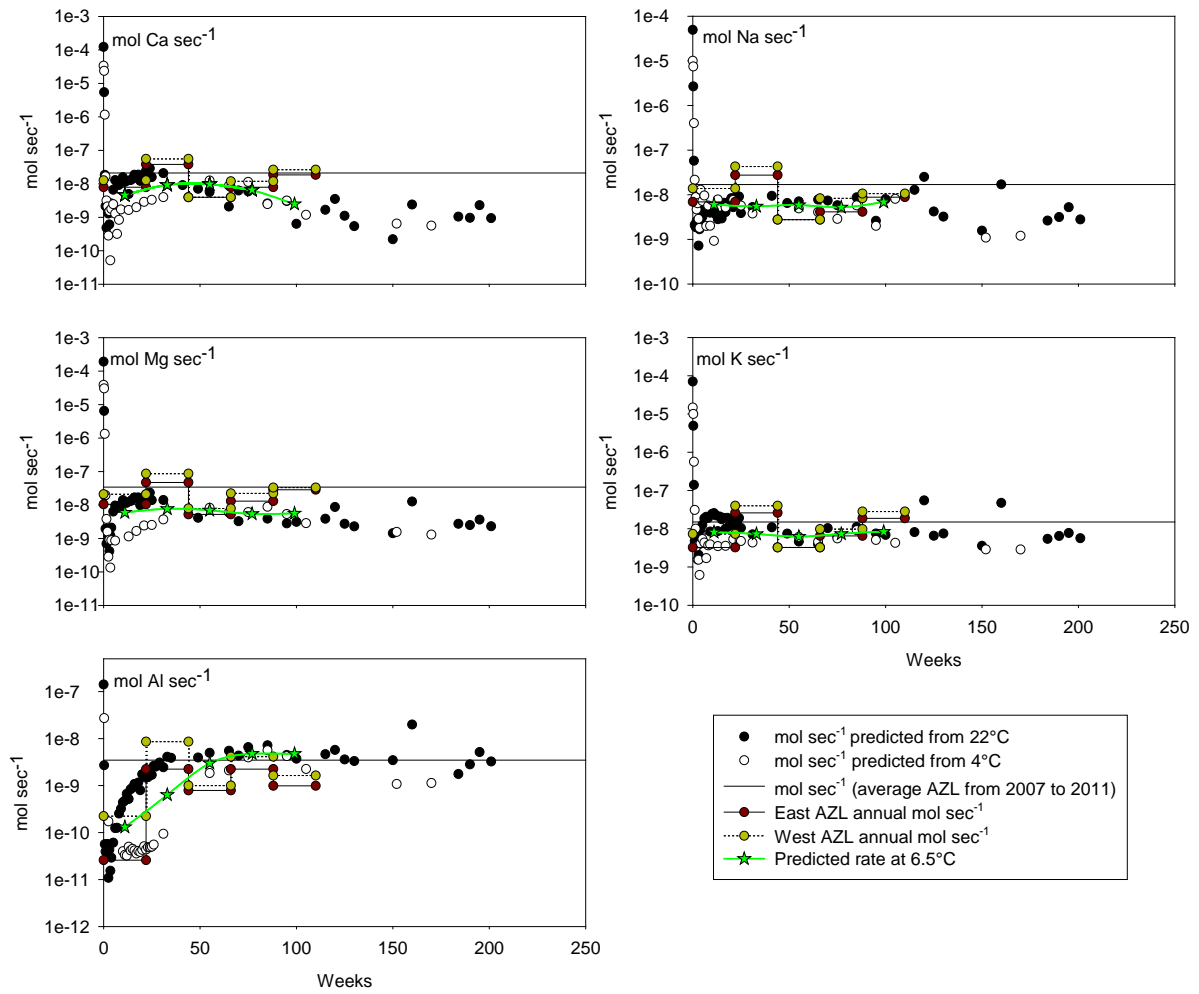 mol Ca sec-1
mol sec-1
1e-3
1e-4
1e-5
1e-6
1e-7
1e-8
1e-9
1e-10
1e-11
mol Na sec-1
mol sec-1
1e-4
1e-5
1e-6
1e-7
1e-8
1e-9
1e-10
mol Mg sec-1
mol sec-1
1e-3
1e-4
1e-5
1e-6
1e-7
1e-8
1e-9
1e-10
1e-11
mol K sec-1
mol sec-1
1e-3
1e-4
1e-5
1e-6
1e-7
1e-8
1e-9
1e-10
0 50 100 150 200 250
Weeks
mol Al sec-1
mol sec-1
1e-7
1e-8
1e-9
1e-10
1e-11
1e-12
0 50 100 150 200 250
Weeks
mol sec-1 predicted from 22°C
mol sec-1 predicted from 4°C
mol sec-1 (average AZL from 2007 to 2011)
East AZL annual mol sec-1
West AZL annual mol sec-1
Predicted rate at 6.5°C